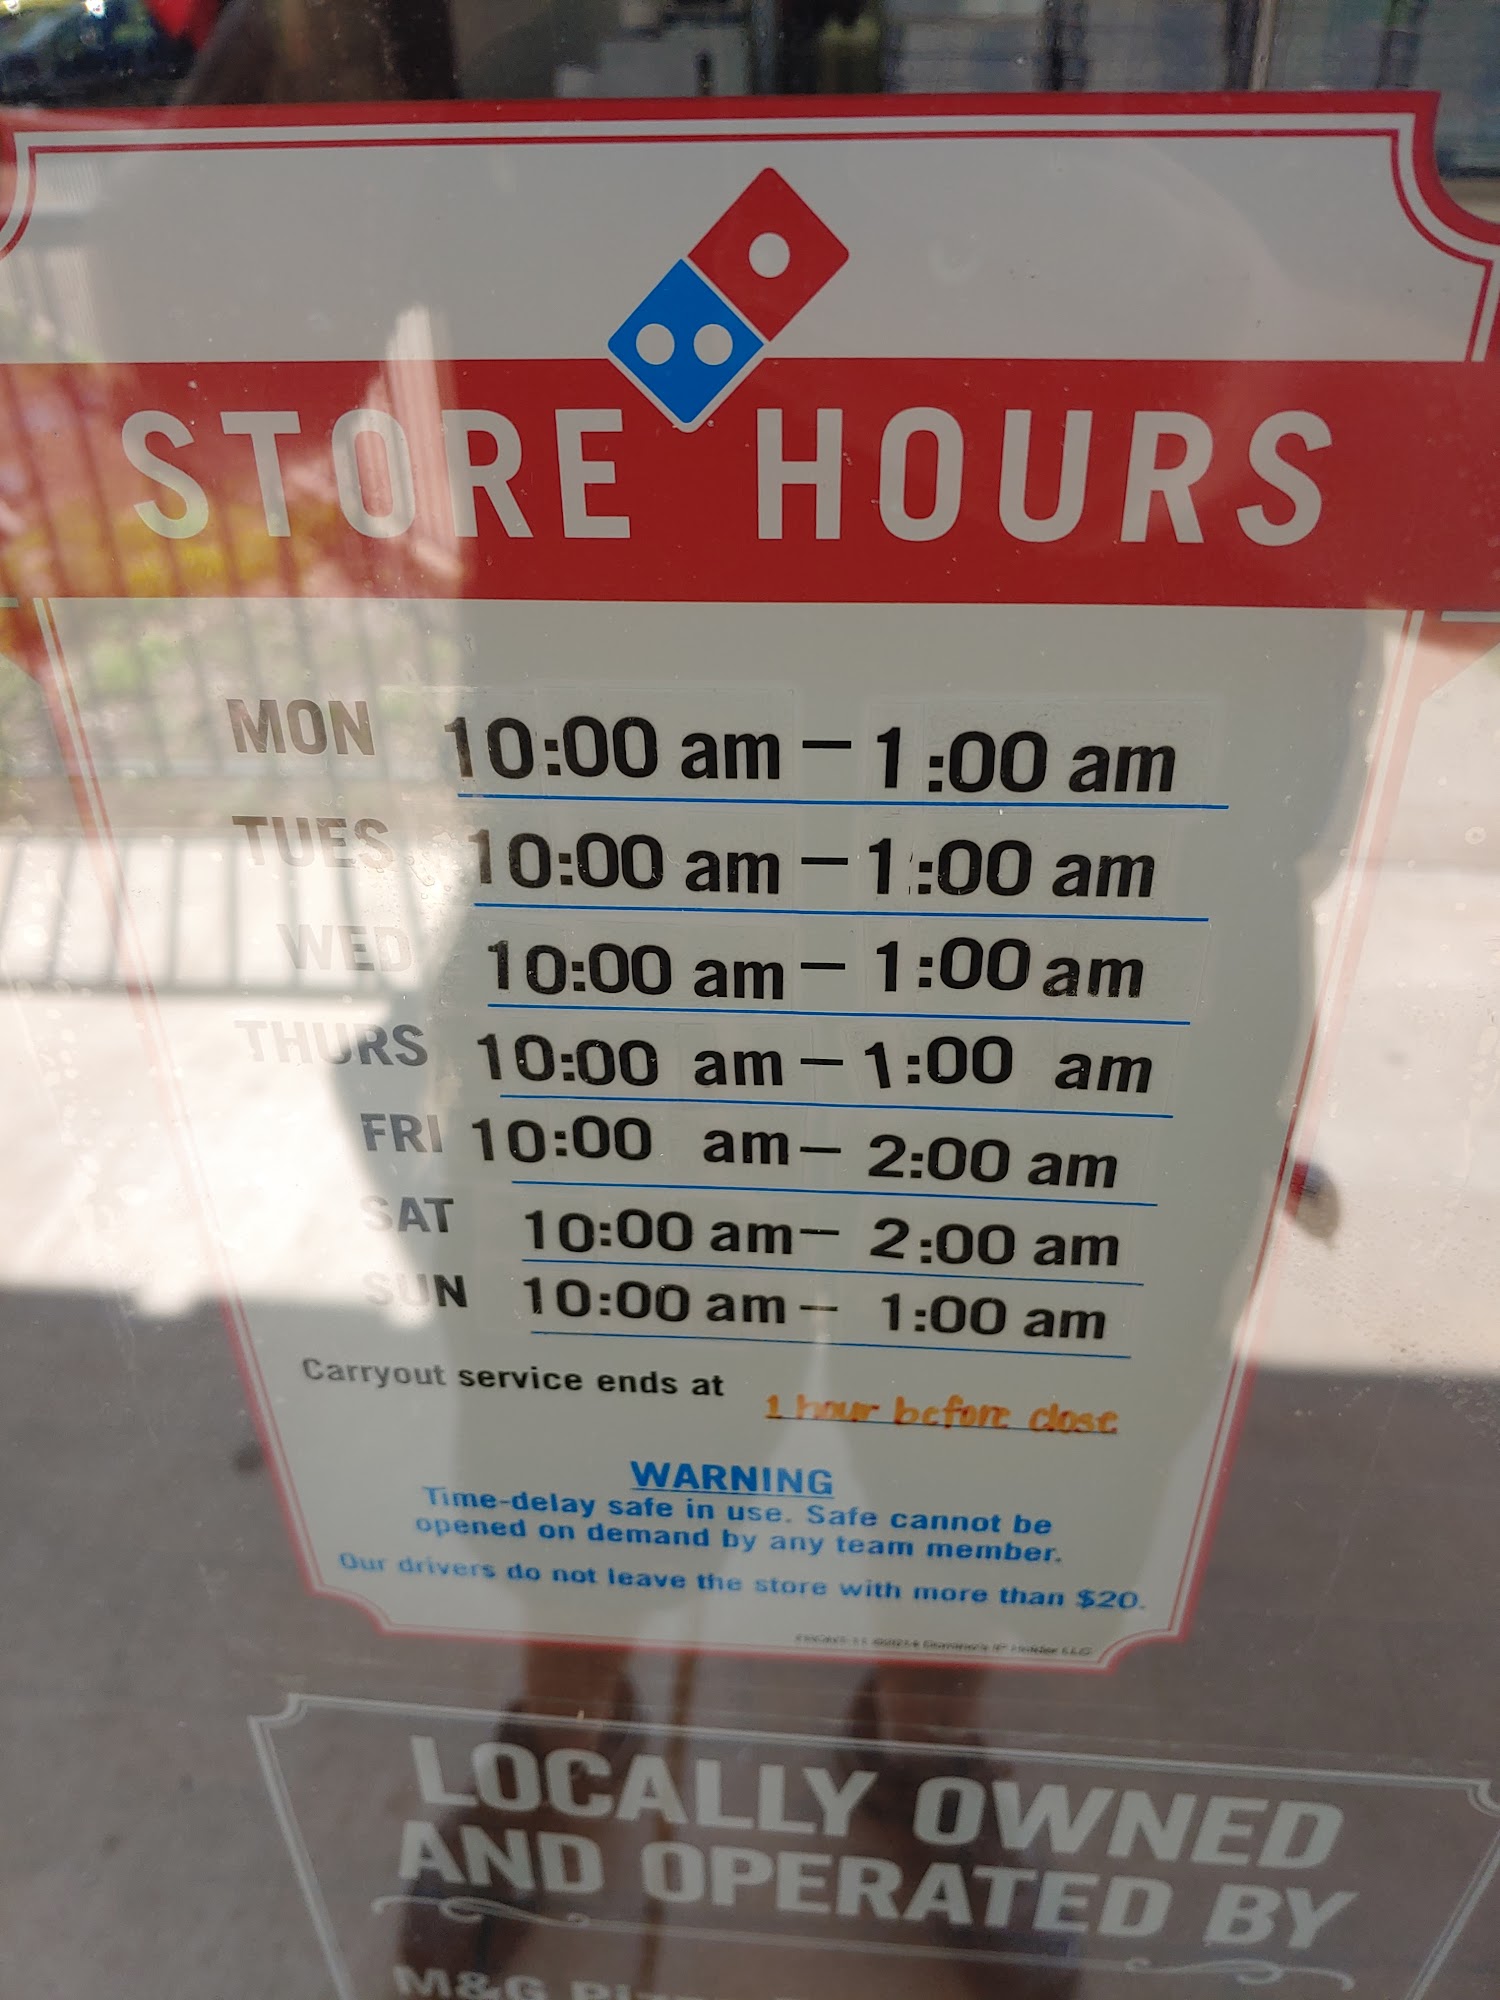 STORE HOURS
MON 10:00 am – 1:00 am
TUES 10:00 am – 1:00 am
WED 10:00 am – 1:00 am
THURS 10:00 am – 1:00 am
FRI 10:00 am – 2:00 am
SAT 10:00 am – 2:00 am
SUN 10:00 am – 1:00 am
Carryout service ends at 1 hour before close
WARNING
Time-delay safe in use. Safe cannot be
opened on demand by any team member.
Our drivers do not leave the store with more than $20.
LOCALLY OWNED
AND OPERATED BY
M&G